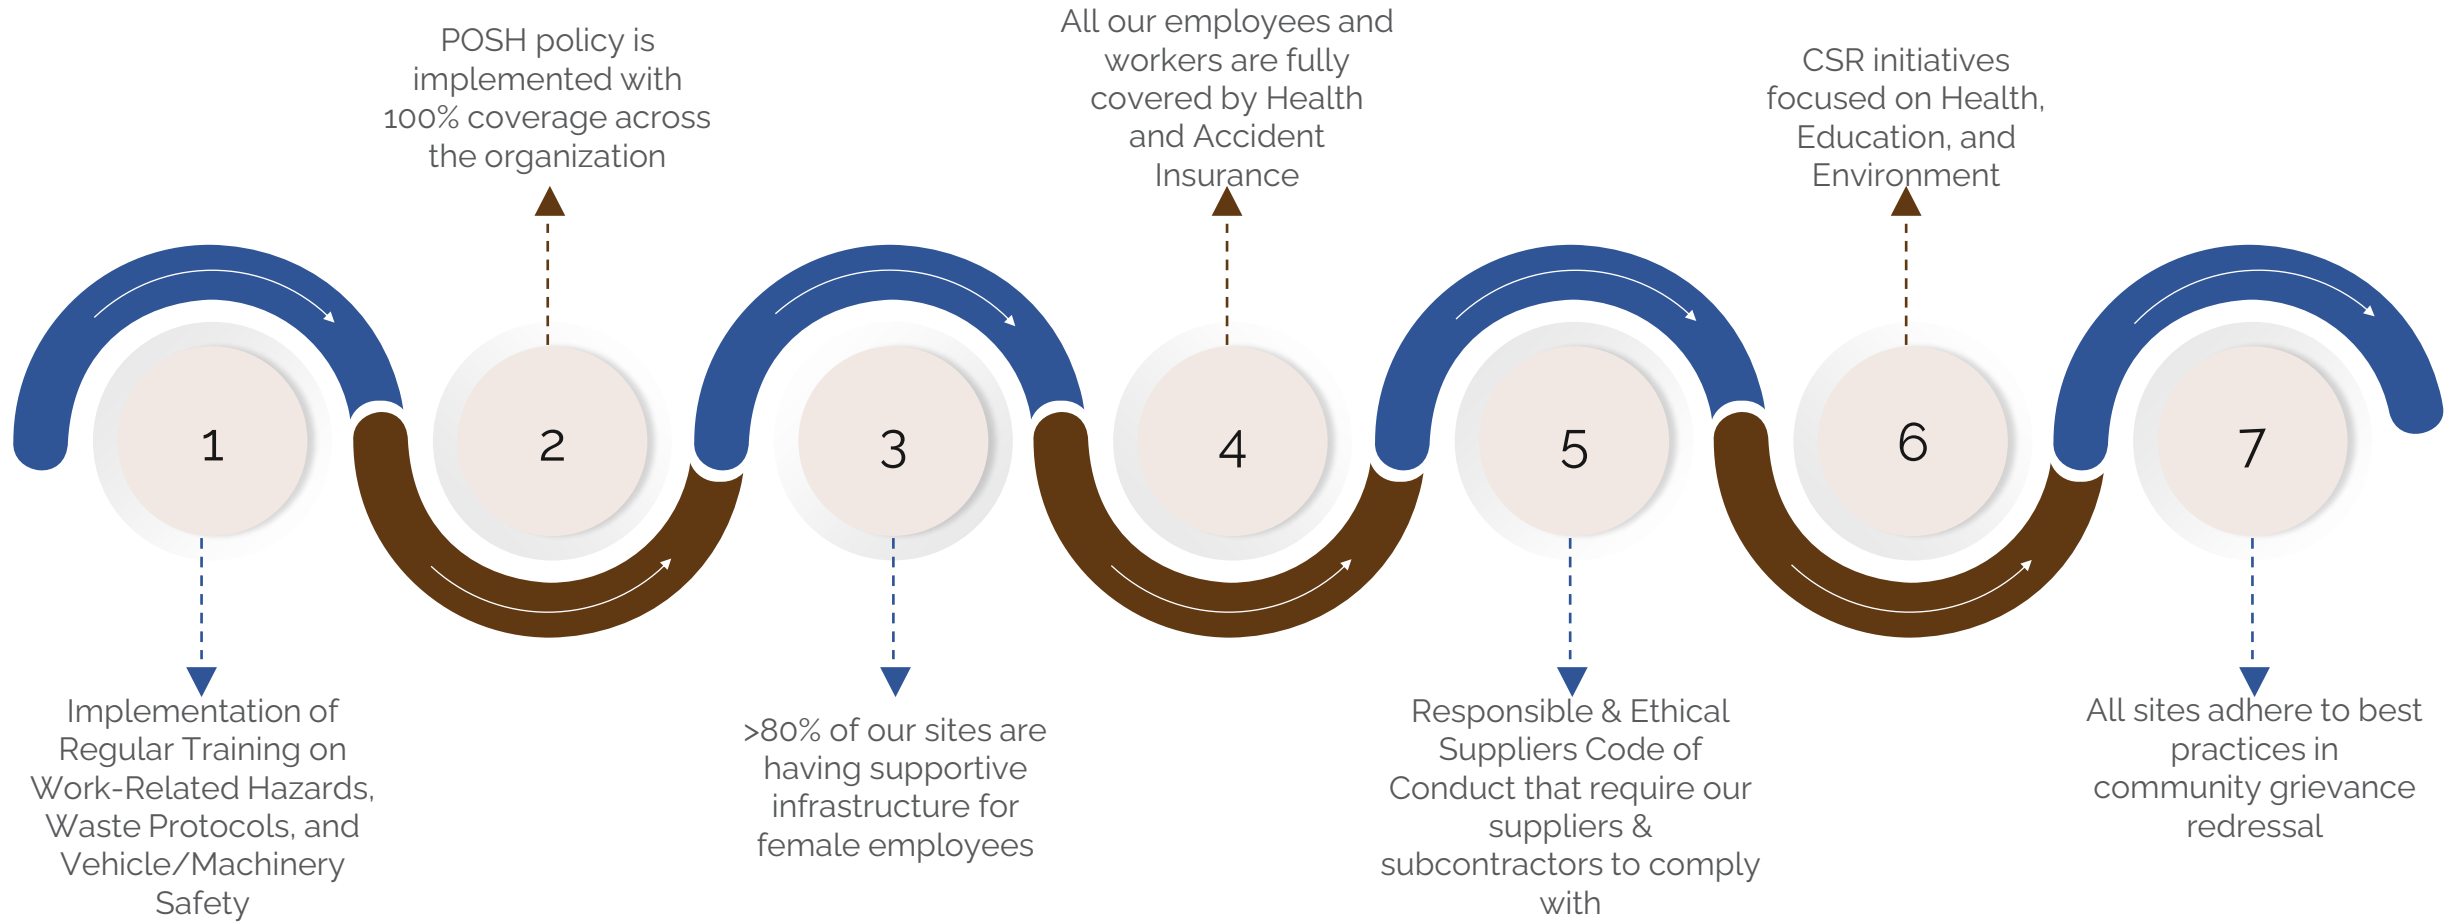 POSH policy is
implemented with
100% coverage across
the organization
All our employees and
workers are fully
covered by Health
and Accident
Insurance
CSR initiatives
focused on Health,
Education, and
Environment
1
2
3
4
5
6
7
Implementation of
Regular Training on
Work-Related Hazards,
Waste Protocols, and
Vehicle/Machinery
Safety
>80% of our sites are
having supportive
infrastructure for
female employees
Responsible & Ethical
Suppliers Code of
Conduct that require our
suppliers &
subcontractors to comply
with
All sites adhere to best
practices in
community grievance
redressal